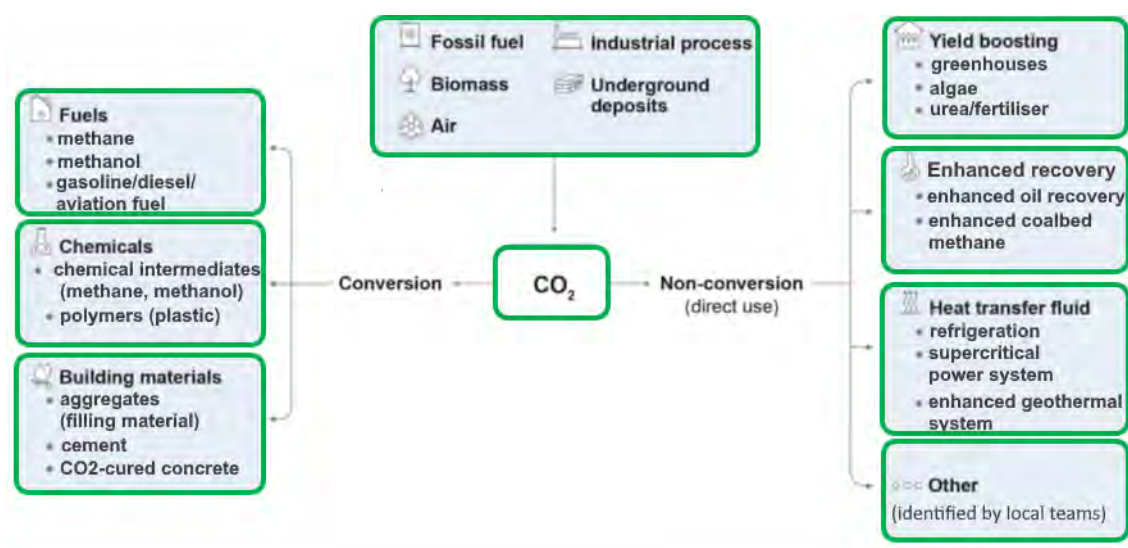 Fossil fuel
Industrial process
Biomass
Underground
deposits
Air
Fuels
methane
methanol
gasoline/diesel/
aviation fuel
Chemicals
chemical intermediates
(methane, methanol)
polymers (plastic)
Building materials
aggregates
(filling material)
cement
CO2-cured concrete
Conversion
CO₂
Non-conversion
(direct use)
Yield boosting
greenhouses
algae
urea/fertiliser
Enhanced recovery
enhanced oil recovery
enhanced coalbed
methane
Heat transfer fluid
refrigeration
supercritical
power system
enhanced geothermal
system
Other
(identified by local teams)